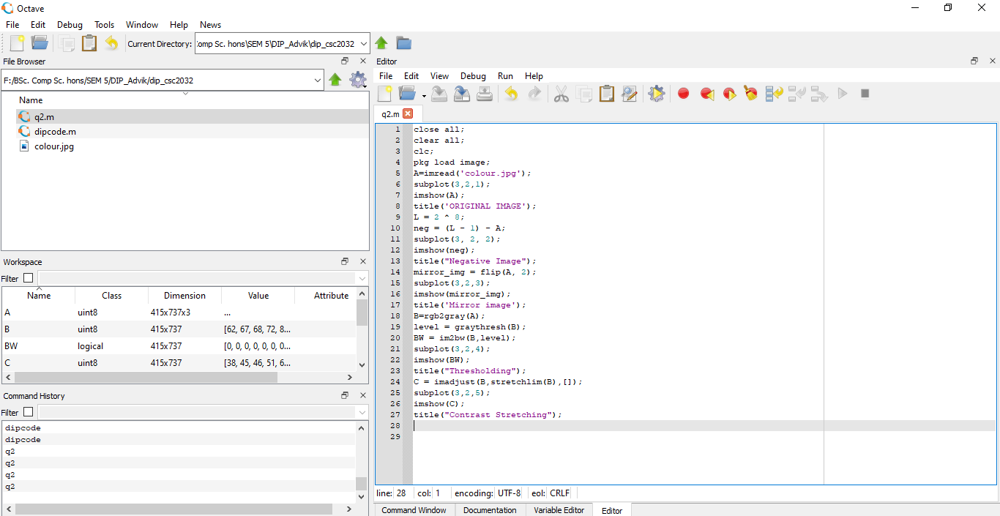 Octave
File Edit Debug Tools Window Help News
Current Directory: :omp Sc. hons\SEM 5\DIP_Advik\dip_csc2032
File Browser
F:/BSc. Comp Sc. hons/SEM 5/DIP_Advik/dip_csc2032
Name
q2.m
dipcode.m
colour.jpg
Workspace
Filter
Name Class Dimension Value Attribute
A uint8 415x737x3 ...
B uint8 415x737 [62, 67, 68, 72, 8...
BW logical 415x737 [0, 0, 0, 0, 0, 0, 0...
C uint8 415x737 [38, 45, 46, 51, 6...
Command History
Filter
dipcode
dipcode
q2
q2
q2
q2
Editor
File Edit View Debug Run Help
q2.m
1 close all;
2 clear all;
3 clc;
4 pkg load image;
5 A=imread('colour.jpg');
6 subplot(3,2,1);
7 imshow(A);
8 title('ORIGINAL IMAGE');
9 L = 2 ^ 8;
10 neg = (L - 1) - A;
11 subplot(3, 2, 2);
12 imshow(neg);
13 title("Negative Image");
14 mirror_img = flip(A, 2);
15 subplot(3,2,3);
16 imshow(mirror_img);
17 title('Mirror image');
18 B=rgb2gray(A);
19 level = graythresh(B);
20 BW = im2bw(B,level);
21 subplot(3,2,4);
22 imshow(BW);
23 title("Thresholding");
24 C = imadjust(B,stretchlim(B),[]);
25 subplot(3,2,5);
26 imshow(C);
27 title("Contrast Stretching");
28
29
line: 28 col: 1 encoding: UTF-8 eol: CRLF
Command Window Documentation Variable Editor Editor